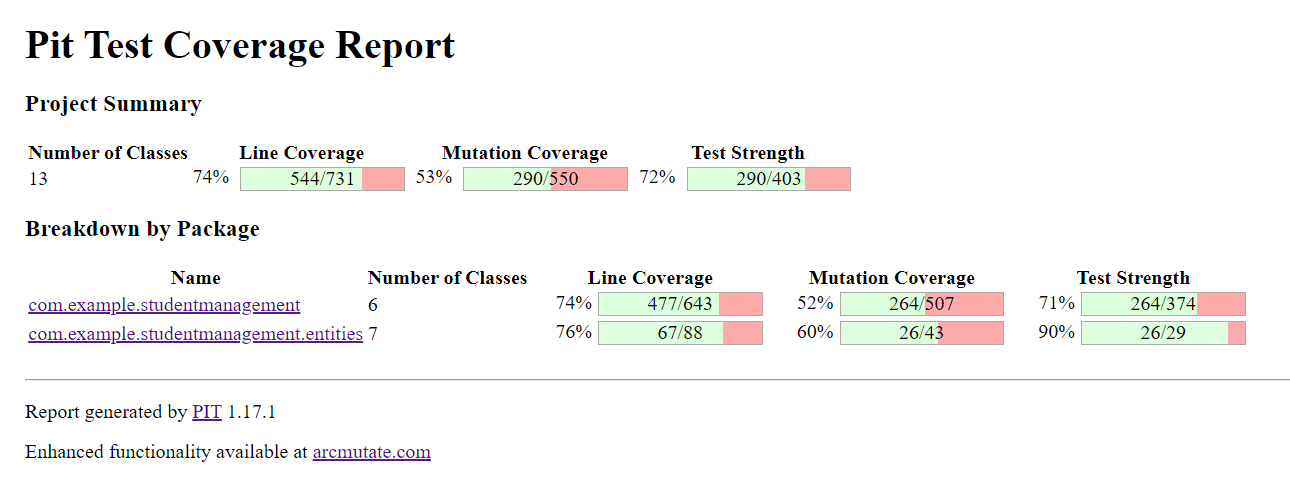 Pit Test Coverage Report
Project Summary
Number of Classes Line Coverage Mutation Coverage Test Strength
13 74% 544/731 53% 290/550 72% 290/403
Breakdown by Package
Name Number of Classes Line Coverage Mutation Coverage Test Strength
com.example.studentmanagement 6 74% 477/643 52% 264/507 71% 264/374
com.example.studentmanagement.entities 7 76% 67/88 60% 26/43 90% 26/29
Report generated by PIT 1.17.1
Enhanced functionality available at arcmutate.com